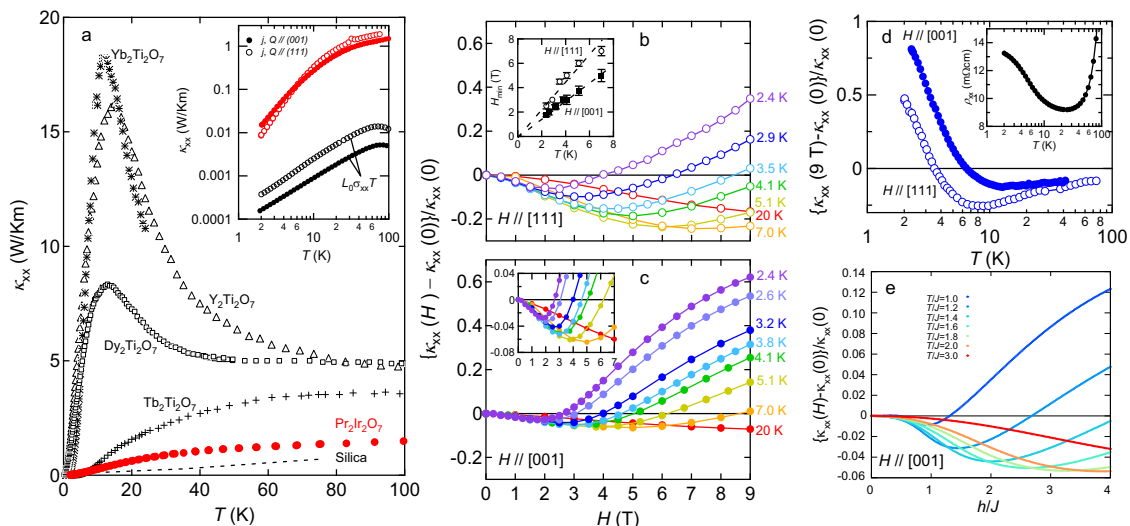 a
κxx (W/Km)
20
15
10
5
0
0
20
40
60
80
100
T (K)
Yb2Ti2O7
Y2Ti2O7
Dy2Ti2O7
Tb2Ti2O7
Pr2Ir2O7
Silica
j, Q // (001)
j, Q // (111)
κxx (W/Km)
1
0.1
0.01
0.001
0.0001
L0σxxT
1
10
100
2
4
6
8
2
4
6
8
T (K)
b
{κxx(H) − κxx(0)}/κxx(0)
0.6
0.4
0.2
0
-0.2
H // [111]
Hmin (T)
8
6
4
2
0
H // [111]
H // [001]
0
2
4
6
8
T (K)
2.4 K
2.9 K
3.5 K
4.1 K
5.1 K
20 K
7.0 K
H // [111]
c
0.6
0.4
0.2
0
-0.2
0.04
0
-0.04
-0.08
0 1 2 3 4 5 6 7
2.4 K
2.6 K
3.2 K
3.8 K
4.1 K
5.1 K
7.0 K
20 K
H // [001]
0 1 2 3 4 5 6 7 8 9
H (T)
d
{κxx(9 T)-κxx(0)}/κxx(0)
1
0.5
0
H // [001]
H // [111]
ρxx (mΩcm)
14
12
10
8
1
10
100
2
4
6
8
2
4
6
8
T (K)
1
10
100
2
4
6
8
2
4
6
8
T (K)
e
{κxx(H)-κxx(0)}/κxx(0)
0.14
0.12
0.10
0.08
0.06
0.04
0.02
0
-0.02
-0.04
-0.06
T/J=1.0
T/J=1.2
T/J=1.4
T/J=1.6
T/J=1.8
T/J=2.0
T/J=3.0
H // [001]
0
1
2
3
4
h/J